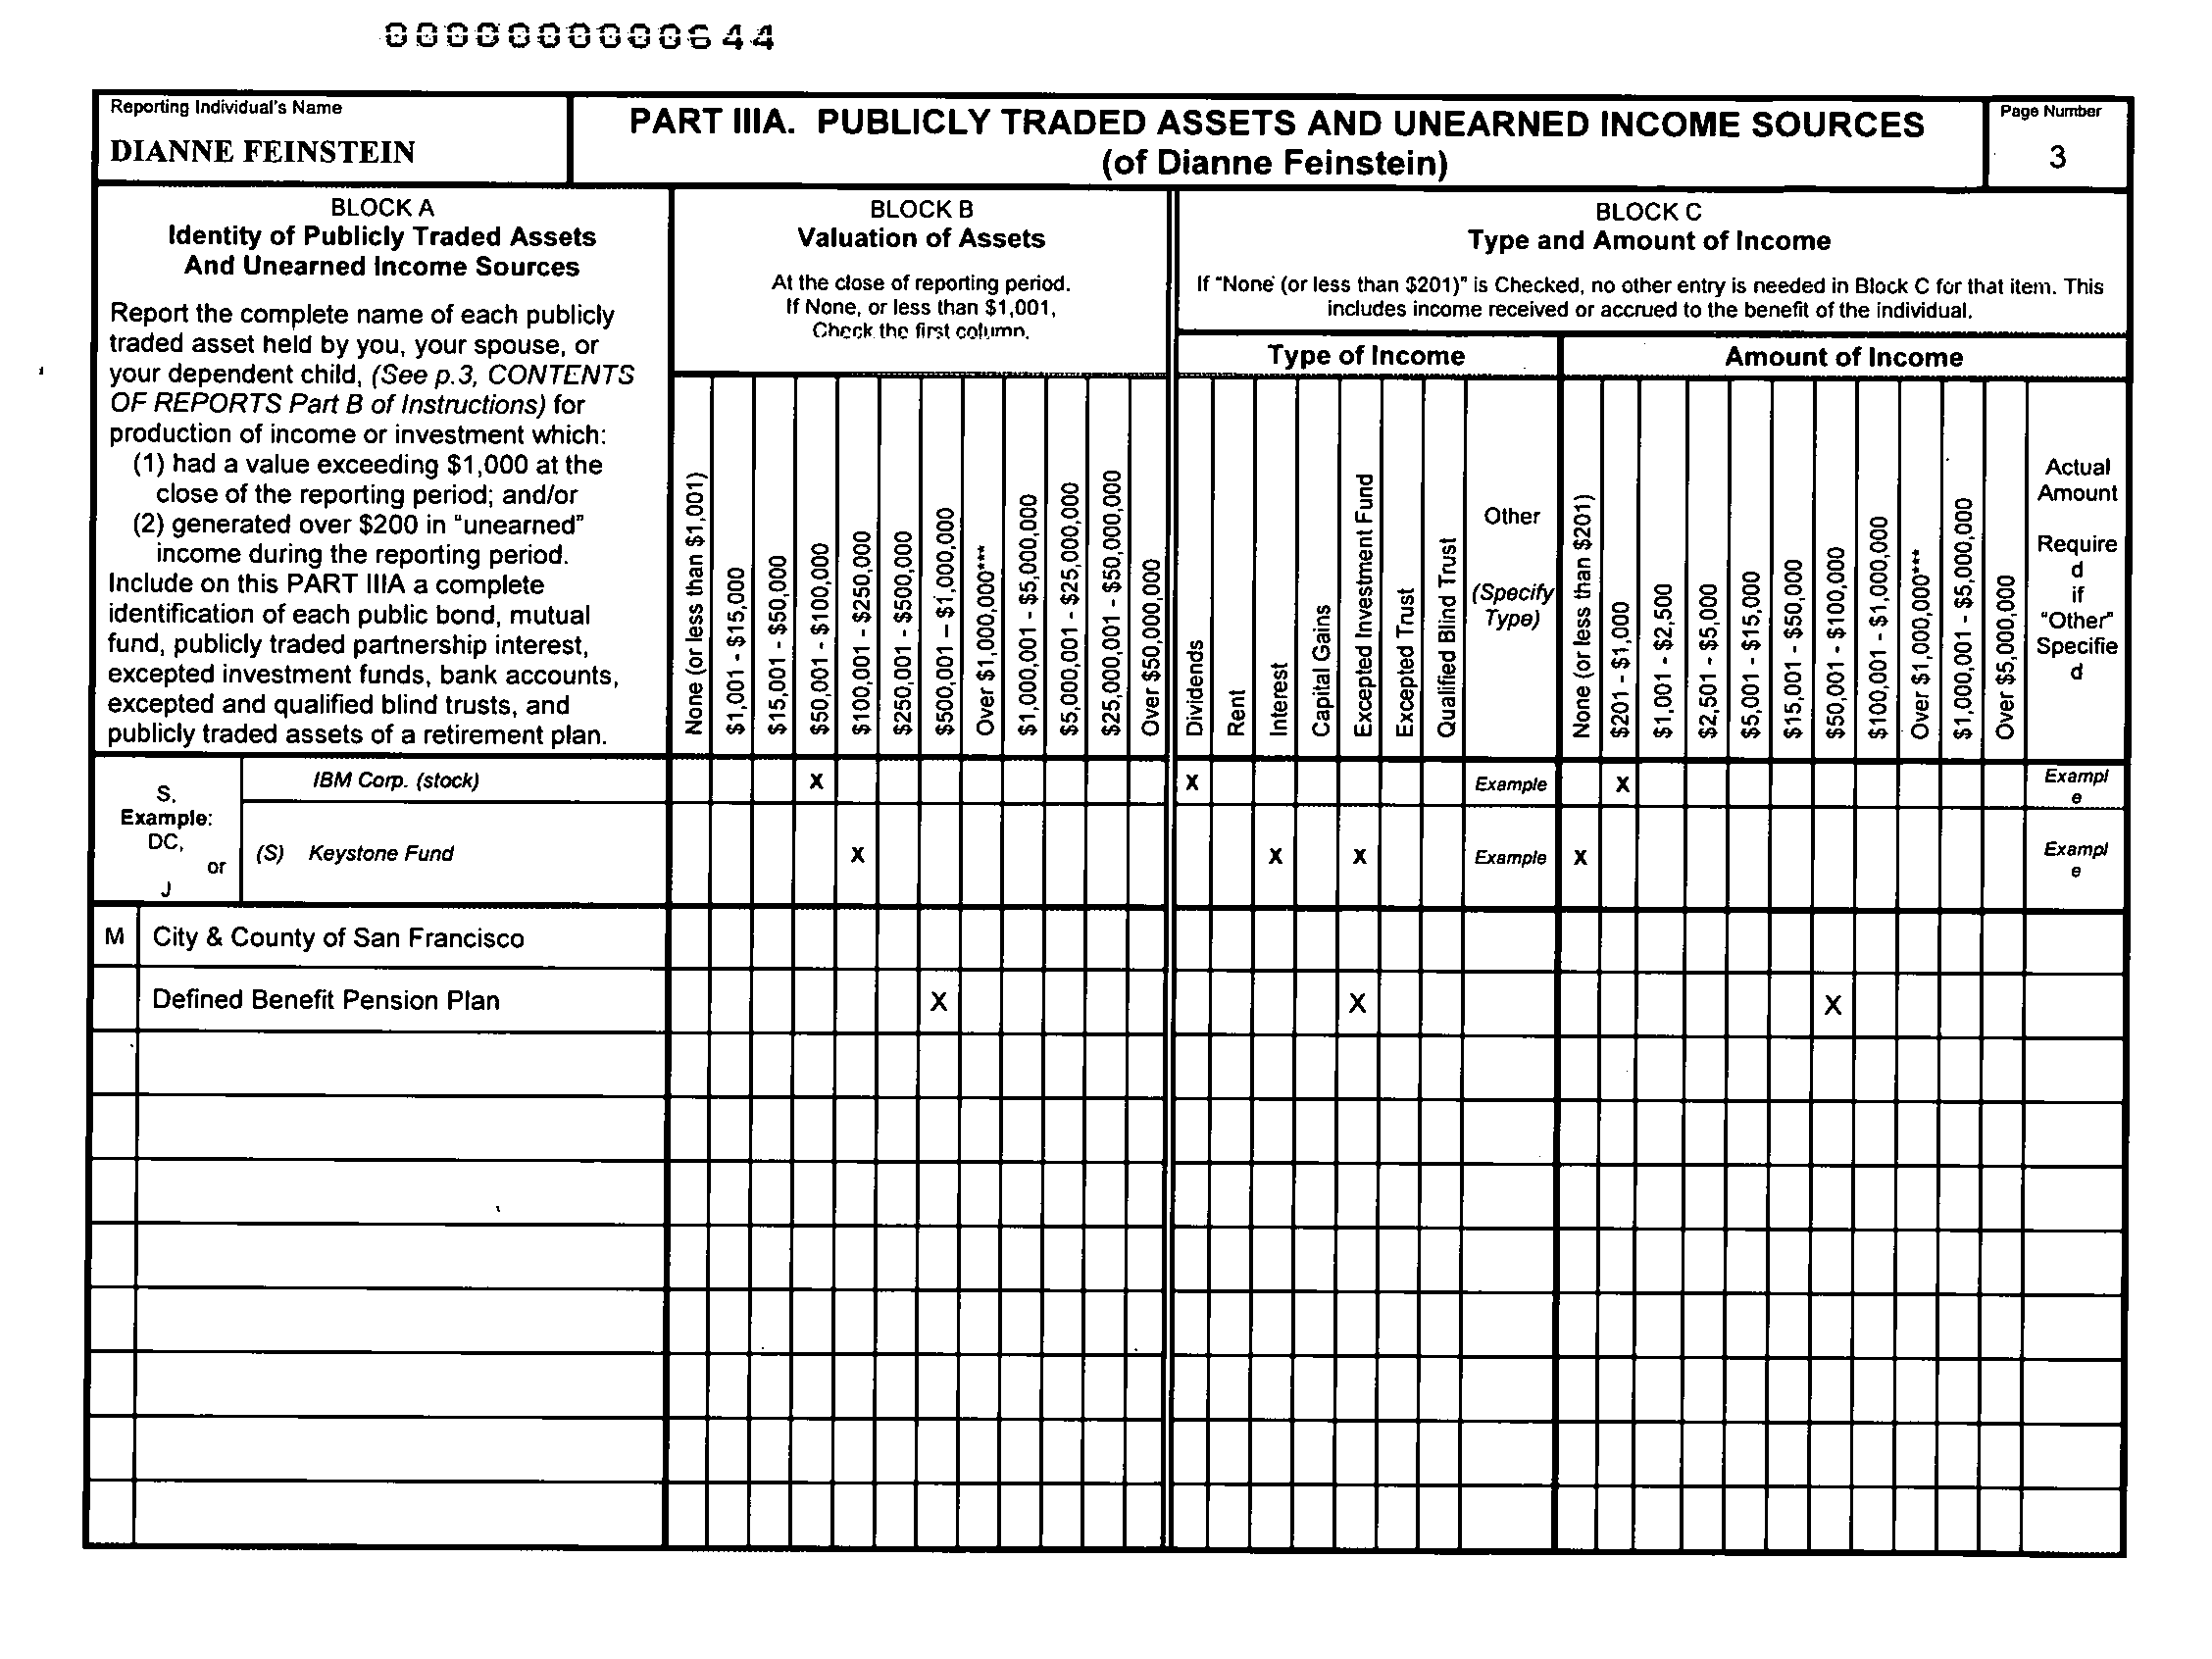 000000000644
Reporting Individual's Name
DIANNE FEINSTEIN
PART IIIA. PUBLICLY TRADED ASSETS AND UNEARNED INCOME SOURCES
(of Dianne Feinstein)
Page Number
3
BLOCK A
Identity of Publicly Traded Assets
And Unearned Income Sources
Report the complete name of each publicly
traded asset held by you, your spouse, or
your dependent child, (See p.3, CONTENTS
OF REPORTS Part B of Instructions) for
production of income or investment which:
(1) had a value exceeding $1,000 at the
close of the reporting period; and/or
(2) generated over $200 in "unearned"
income during the reporting period.
Include on this PART IIIA a complete
identification of each public bond, mutual
fund, publicly traded partnership interest,
excepted investment funds, bank accounts,
excepted and qualified blind trusts, and
publicly traded assets of a retirement plan.
BLOCK B
Valuation of Assets
At the close of reporting period.
If None, or less than $1,001,
Check the first column.
None (or less than $1,001)
$1,001 - $15,000
$15,001 - $50,000
$50,001 - $100,000
$100,001 - $250,000
$250,001 - $500,000
$500,001 – $1,000,000
Over $1,000,000***
$1,000,001 - $5,000,000
$5,000,001 - $25,000,000
$25,000,001 - $50,000,000
Over $50,000,000
BLOCK C
Type and Amount of Income
If "None (or less than $201)" is Checked, no other entry is needed in Block C for that item. This
includes income received or accrued to the benefit of the individual.
Type of Income
Dividends
Rent
Interest
Capital Gains
Excepted Investment Fund
Excepted Trust
Qualified Blind Trust
Other
(Specify
Type)
Amount of Income
None (or less than $201)
$201 - $1,000
$1,001 - $2,500
$2,501 - $5,000
$5,001 - $15,000
$15,001 - $50,000
$50,001 - $100,000
$100,001 - $1,000,000
Over $1,000,000***
$1,000,001 - $5,000,000
Over $5,000,000
Actual
Amount
Require
d
if
"Other"
Specifie
d
S,
Example:
DC,
or
J
IBM Corp. (stock) X X Example X Exampl
e
(S) Keystone Fund X X X Example X Exampl
e
M City & County of San Francisco
Defined Benefit Pension Plan X X X